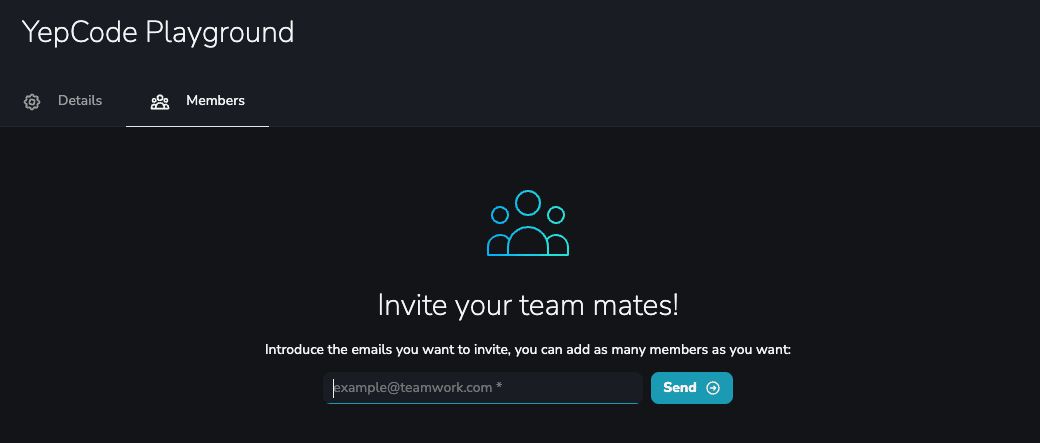 YepCode Playground
Details
Members
Invite your team mates!
Introduce the emails you want to invite, you can add as many members as you want:
example@teamwork.com *
Send